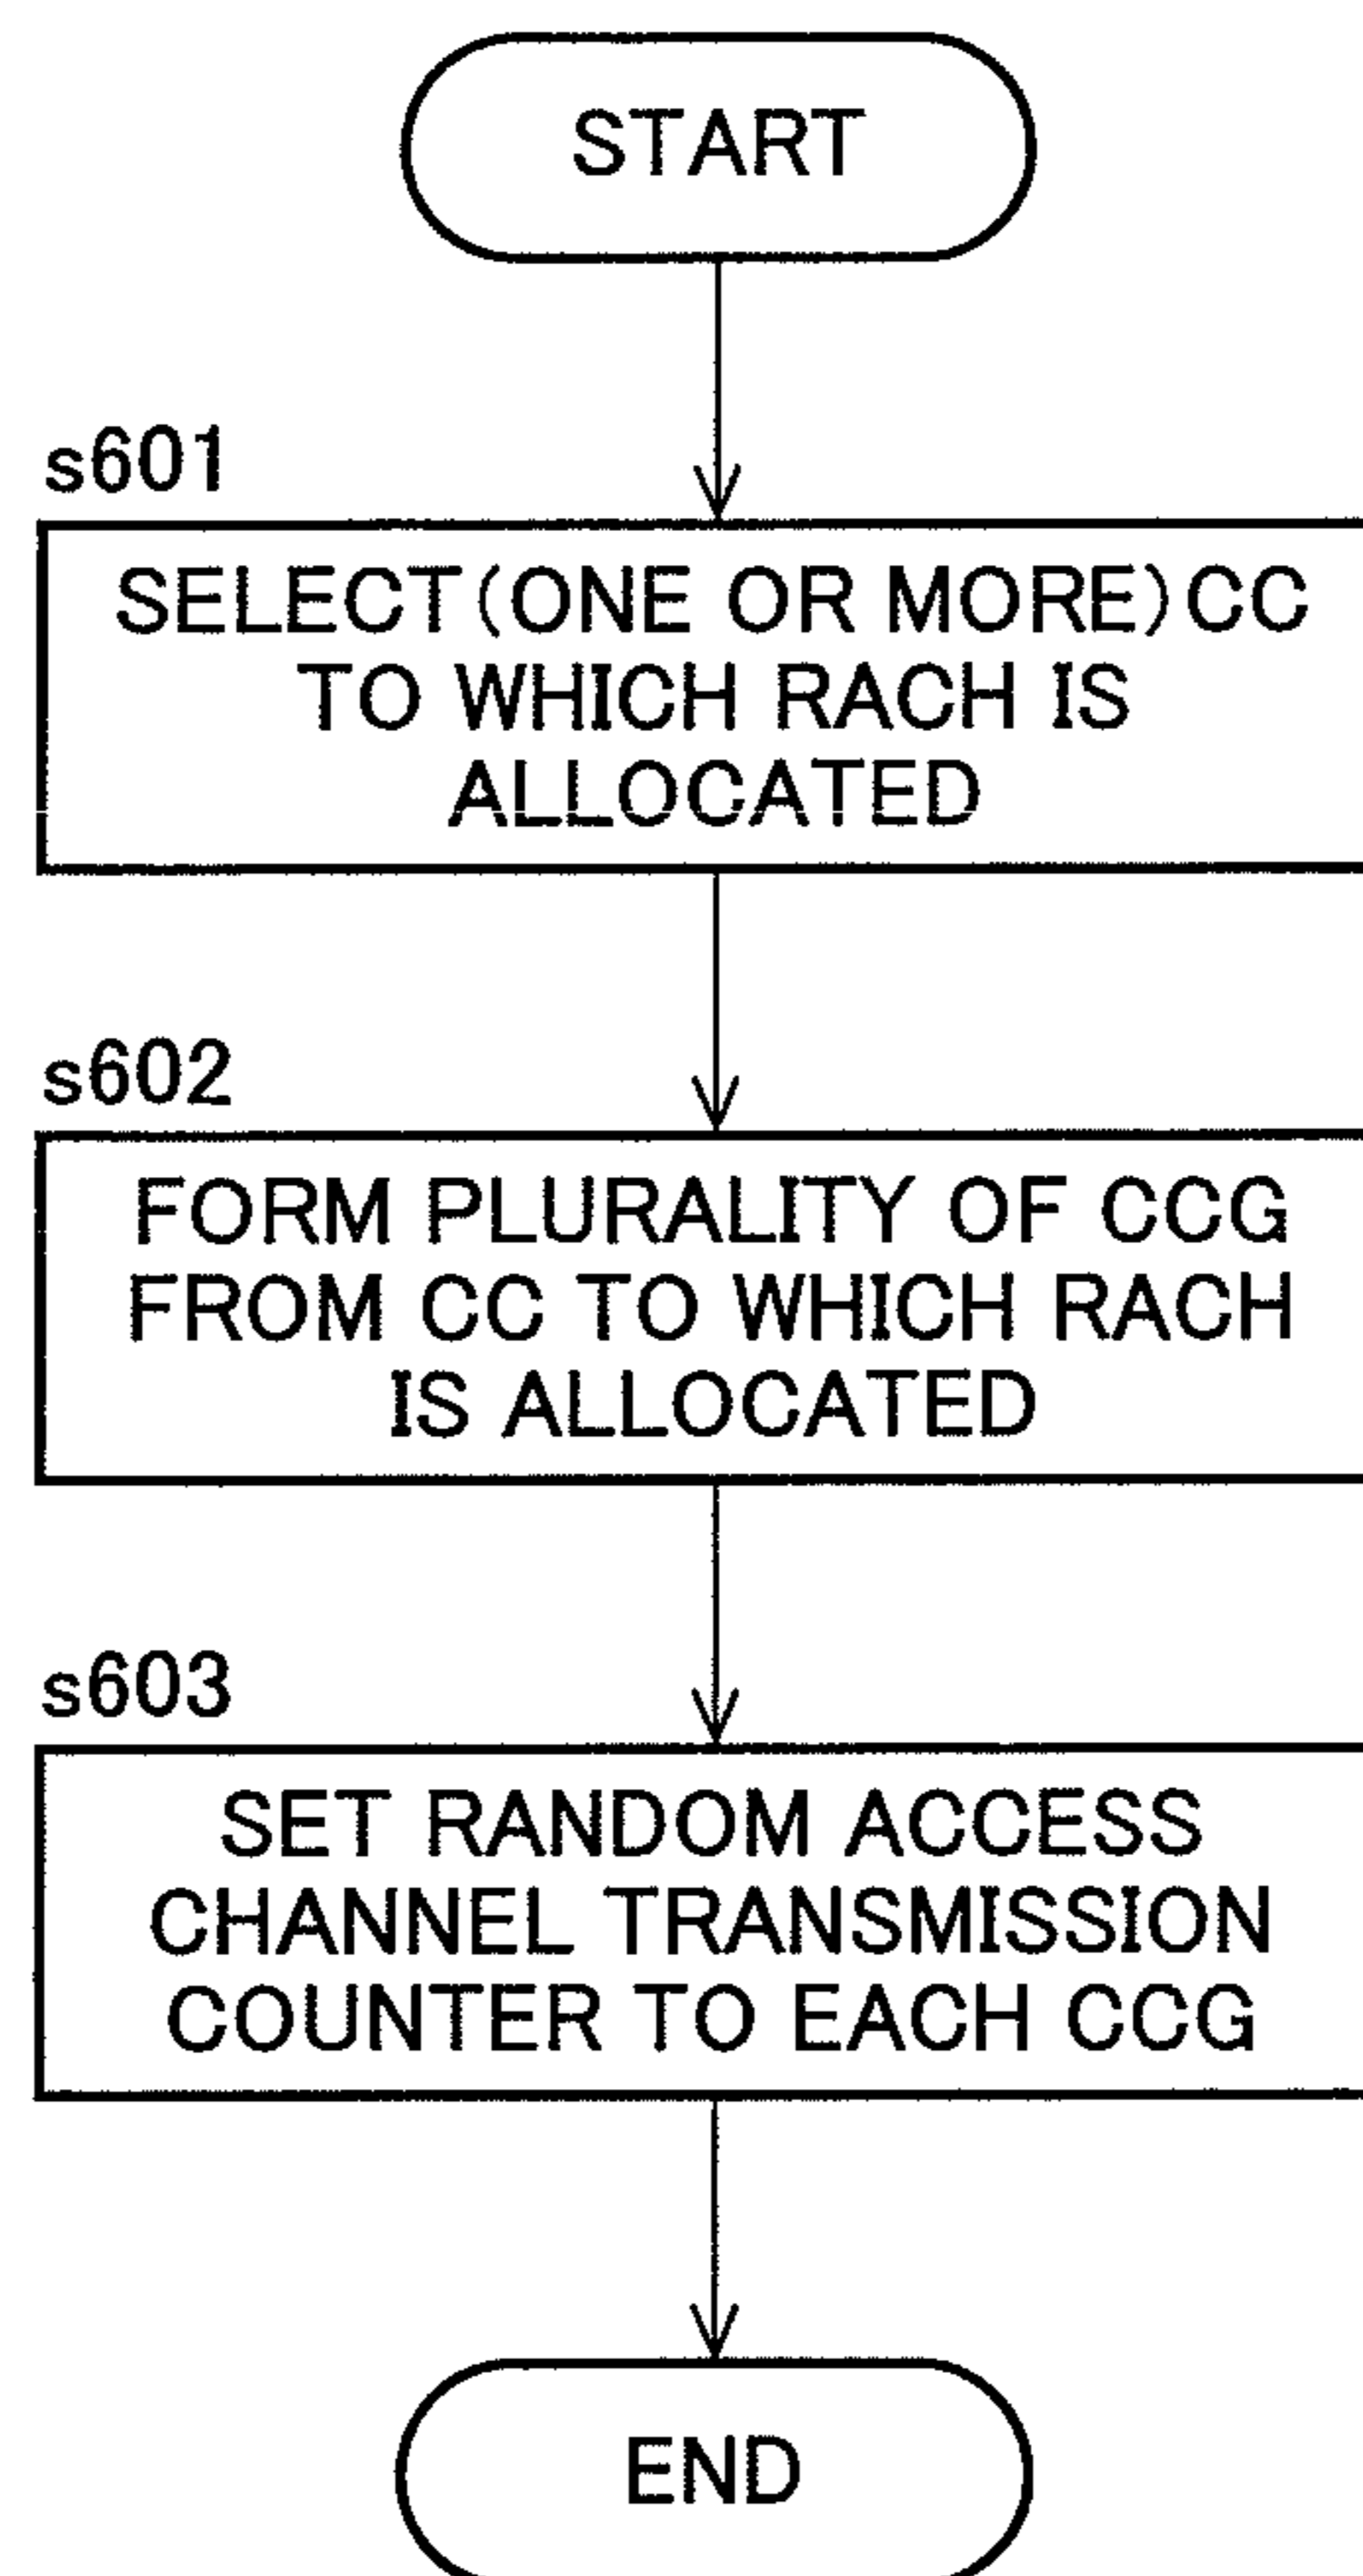 START
s601
SELECT(ONE OR MORE)CC
TO WHICH RACH IS
ALLOCATED
s602
FORM PLURALITY OF CCG
FROM CC TO WHICH RACH
IS ALLOCATED
s603
SET RANDOM ACCESS
CHANNEL TRANSMISSION
COUNTER TO EACH CCG
END